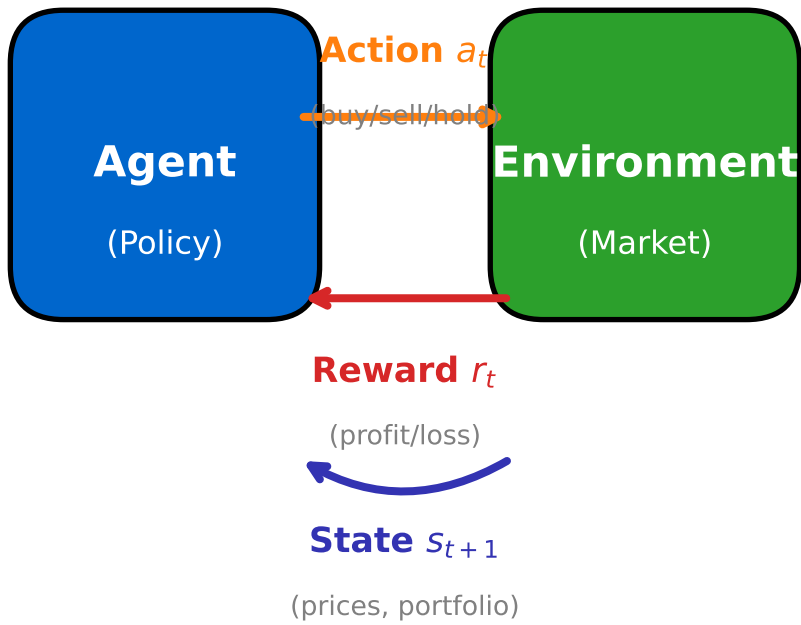 Action a_t
(buy/sell/hold)
Agent
(Policy)
Environment
(Market)
Reward r_t
(profit/loss)
State s_{t+1}
(prices, portfolio)